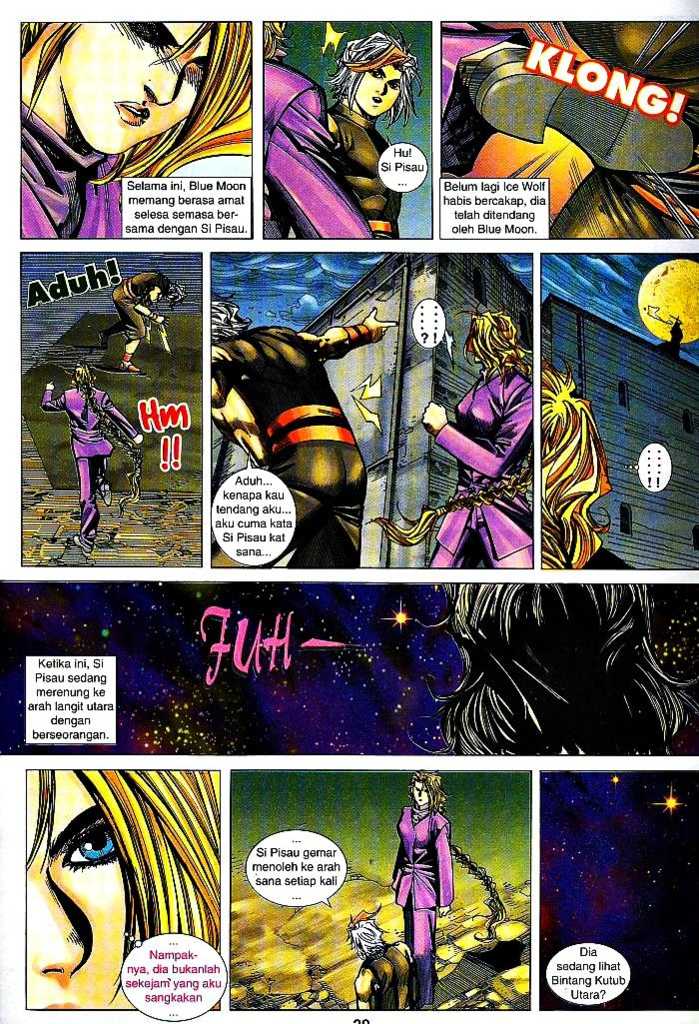 Selama ini, Blue Moon
memang berasa amat
selesa semasa ber-
sama dengan Si Pisau.
Hu!
Si Pisau
...
KLONG!
Belum lagi Ice Wolf
habis bercakap, dia
telah ditendang
oleh Blue Moon.
Aduh!
Hm
!!
Aduh...
kenapa kau
tendang aku...
aku cuma kata
Si Pisau kat
sana...
...
...
?!
...
...
!!
Ketika ini, Si
Pisau sedang
merenung ke
arah langit utara
dengan
berseorangan.
FUH
...
Nampak-
nya, dia bukanlah
sekejam yang aku
sangkakan
...
...
Si Pisau gemar
menoleh ke arah
sana setiap kali
...
Dia
sedang lihat
Bintang Kutub
Utara?